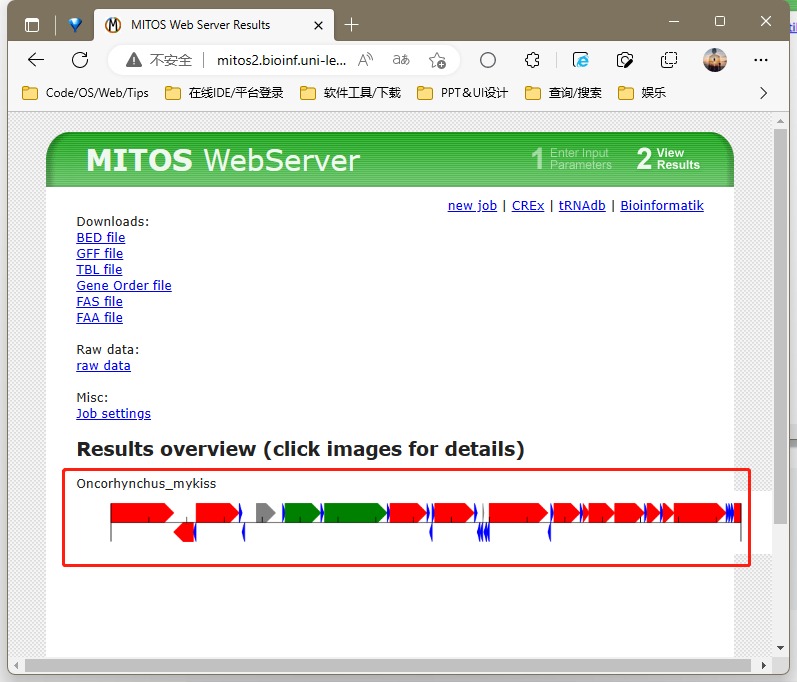 MITOS Web Server Results
不安全
mitos2.bioinf.uni-le...
A
aあ
Code/OS/Web/Tips
在线IDE/平台登录
软件工具/下载
PPT＆UI设计
查询/搜索
娱乐
MITOS WebServer
1 Enter Input Parameters
2 View Results
new job | CREx | tRNAdb | Bioinformatik
Downloads:
BED file
GFF file
TBL file
Gene Order file
FAS file
FAA file
Raw data:
raw data
Misc:
Job settings
Results overview (click images for details)
Oncorhynchus_mykiss